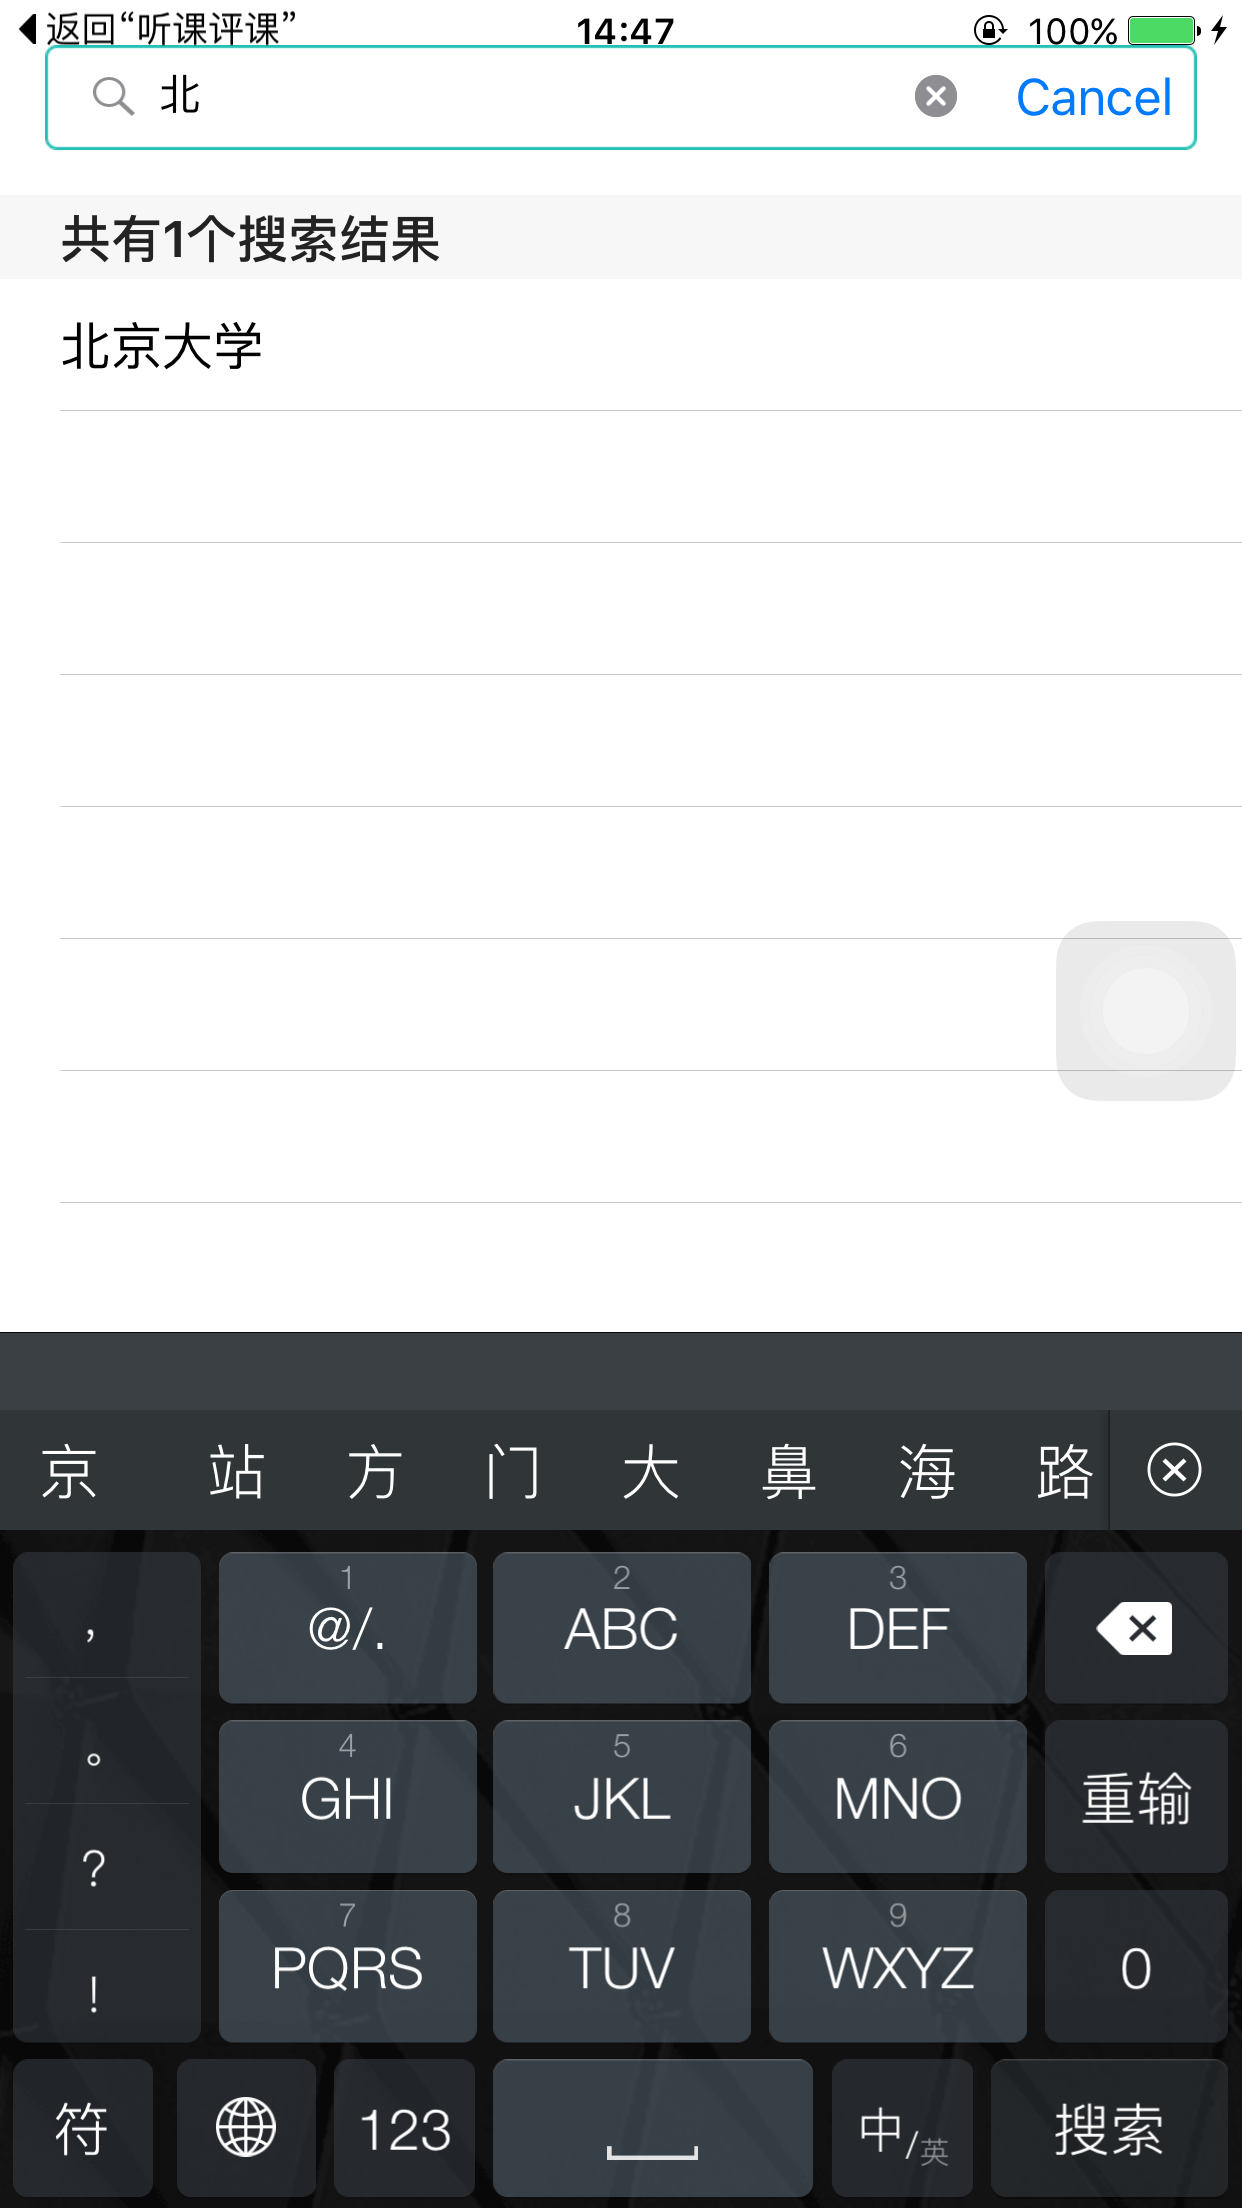 返回“听课评课” 14:47 100%
北 Cancel
共有1个搜索结果
北京大学
京 站 方 门 大 鼻 海 路
， 1 2 3
@/. ABC DEF
。 4 5 6
GHI JKL MNO 重输
? 7 8 9
PQRS TUV WXYZ 0
!
符 123 中/英 搜索